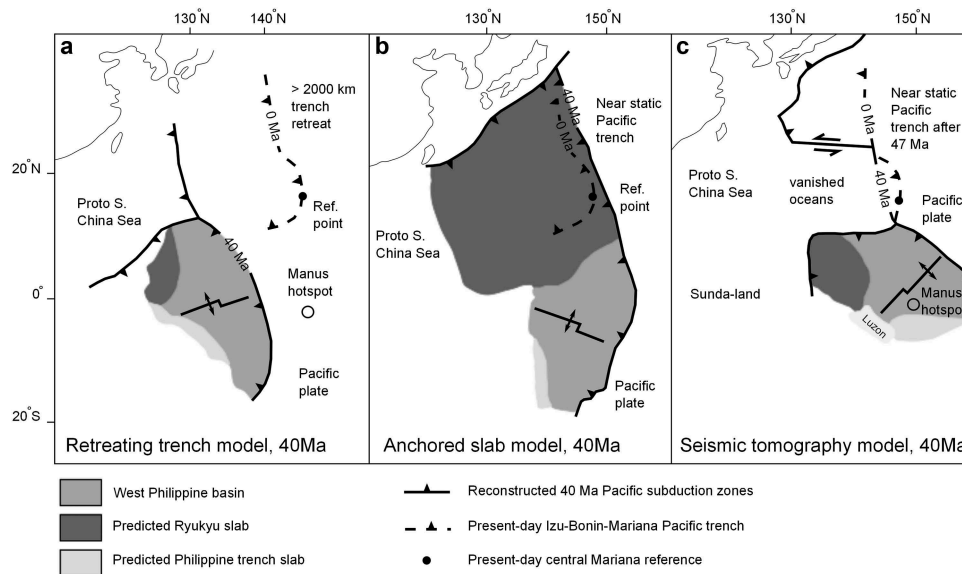 130°N
140°N
130°N
150°N
130°N
150°N
a
> 2000 km
trench
retreat
0 Ma
20°N
Proto S.
China Sea
Ref.
point
40 Ma
Manus
hotspot
0°
Pacific
plate
20°S
Retreating trench model, 40Ma
b
40 Ma
0 Ma
Near static
Pacific
trench
Ref.
point
Proto S.
China Sea
Pacific
plate
Anchored slab model, 40Ma
c
0 Ma
Near static
Pacific
trench after
47 Ma
Proto S.
China Sea
vanished
oceans
40 Ma
Ref.
point
Pacific
plate
Sunda-land
Manus
hotspot
Luzon
Seismic tomography model, 40Ma
West Philippine basin
Predicted Ryukyu slab
Predicted Philippine trench slab
Reconstructed 40 Ma Pacific subduction zones
Present-day Izu-Bonin-Mariana Pacific trench
Present-day central Mariana reference